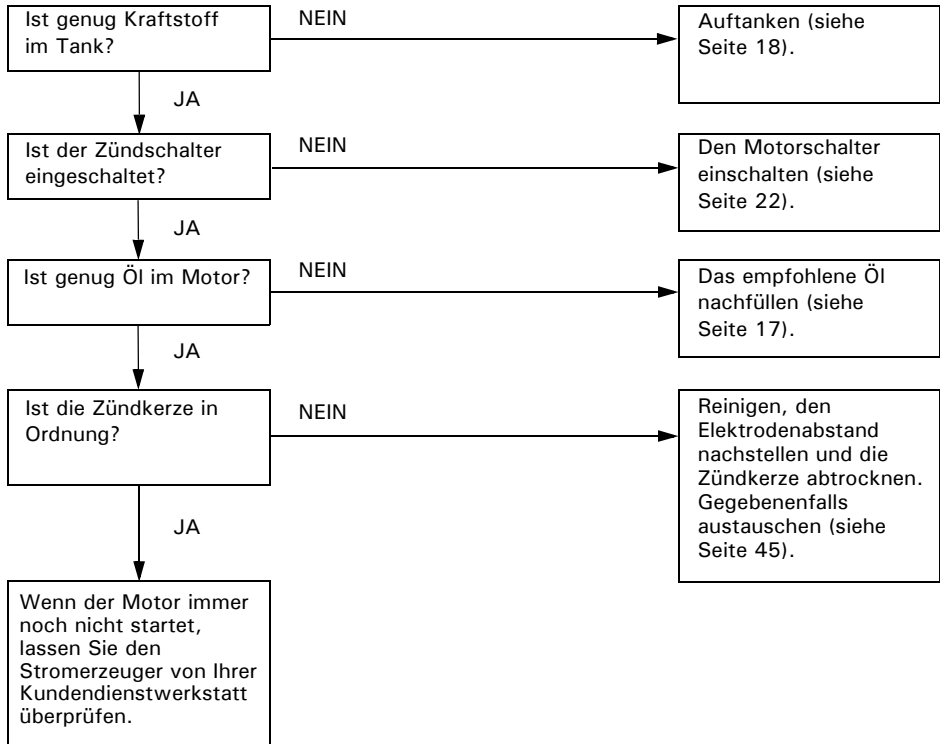 Ist genug Kraftstoff
im Tank?
NEIN
Auftanken (siehe
Seite 18).
JA
Ist der Zündschalter
eingeschaltet?
NEIN
Den Motorschalter
einschalten (siehe
Seite 22).
JA
Ist genug Öl im Motor?
NEIN
Das empfohlene Öl
nachfüllen (siehe
Seite 17).
JA
Ist die Zündkerze in
Ordnung?
NEIN
Reinigen, den
Elektrodenabstand
nachstellen und die
Zündkerze abtrocknen.
Gegebenenfalls
austauschen (siehe
Seite 45).
JA
Wenn der Motor immer
noch nicht startet,
lassen Sie den
Stromerzeuger von Ihrer
Kundendienstwerkstatt
überprüfen.